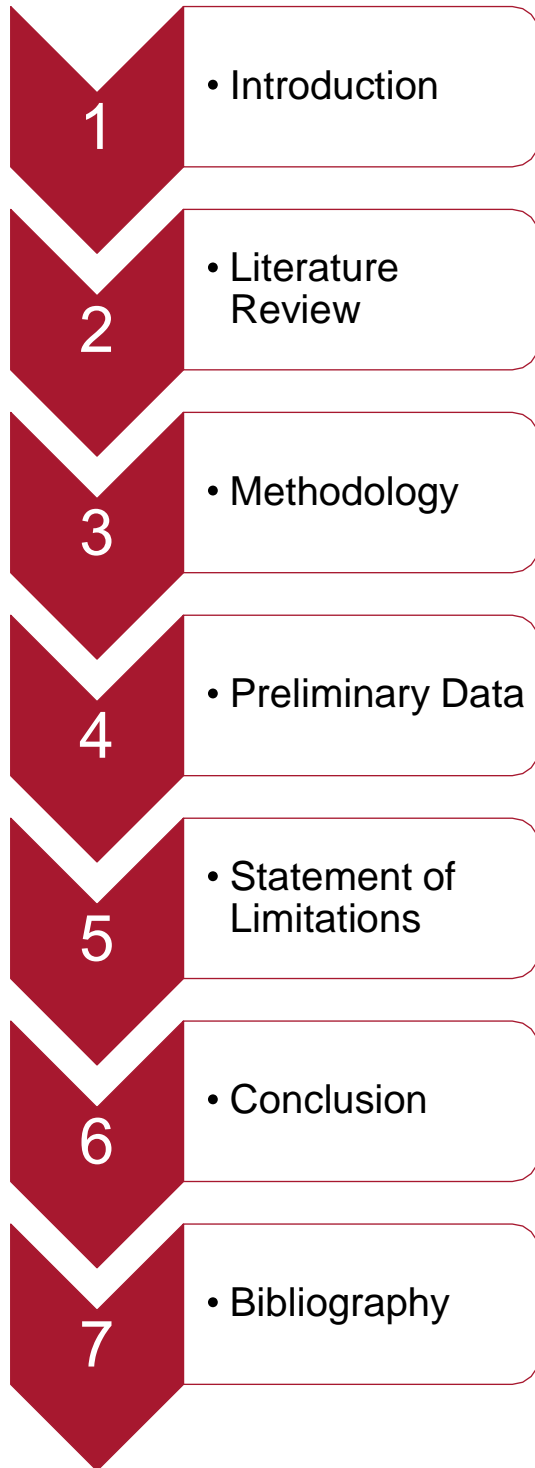 1
• Introduction
2
• Literature
Review
3
• Methodology
4
• Preliminary Data
5
• Statement of
Limitations
6
• Conclusion
7
• Bibliography